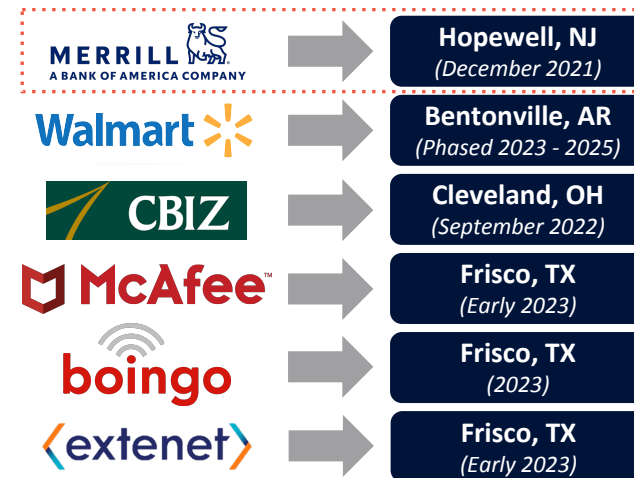 MERRILL
A BANK OF AMERICA COMPANY
Hopewell, NJ
(December 2021)
Walmart
Bentonville, AR
(Phased 2023 - 2025)
CBIZ
Cleveland, OH
(September 2022)
McAfee™
Frisco, TX
(Early 2023)
boingo
Frisco, TX
(2023)
extenet
Frisco, TX
(Early 2023)